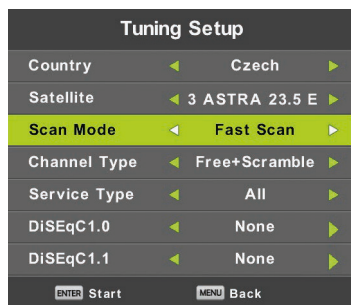 Tuning Setup
Country Czech
Satellite 3 ASTRA 23.5 E
Scan Mode Fast Scan
Channel Type Free+Scramble
Service Type All
DiSEqC1.0 None
DiSEqC1.1 None
ENTER Start MENU Back